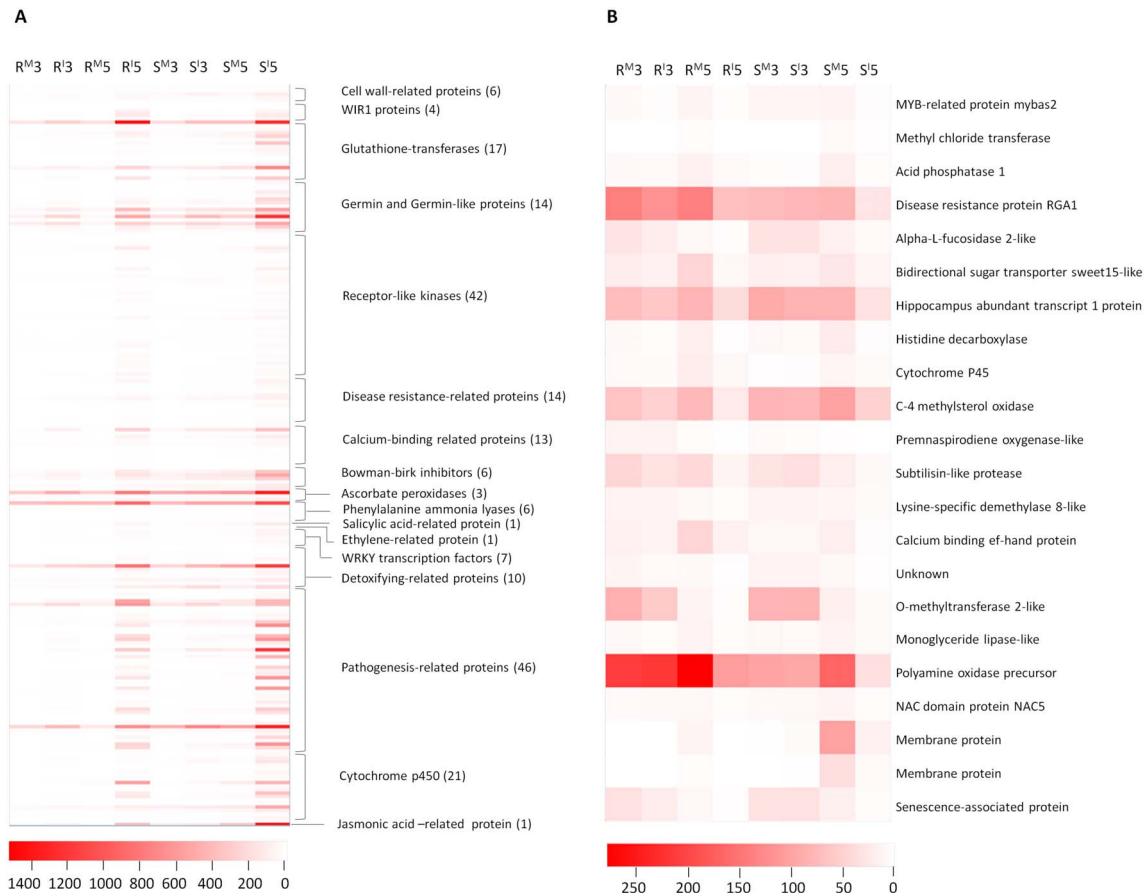 A
RᴹI3 Rᴵ3 Rᴹ5 Rᴵ5 Sᴹ3 Sᴵ3 Sᴹ5 Sᴵ5
Cell wall-related proteins (6)
WIR1 proteins (4)
Glutathione-transferases (17)
Germin and Germin-like proteins (14)
Receptor-like kinases (42)
Disease resistance-related proteins (14)
Calcium-binding related proteins (13)
Bowman-birk inhibitors (6)
Ascorbate peroxidases (3)
Phenylalanine ammonia lyases (6)
Salicylic acid-related protein (1)
Ethylene-related protein (1)
WRKY transcription factors (7)
Detoxifying-related proteins (10)
Pathogenesis-related proteins (46)
Cytochrome p450 (21)
Jasmonic acid –related protein (1)
1400 1200 1000 800 600 400 200 0
B
Rᴹ3 Rᴵ3 Rᴹ5 Rᴵ5 Sᴹ3 Sᴵ3 Sᴹ5 Sᴵ5
MYB-related protein mybas2
Methyl chloride transferase
Acid phosphatase 1
Disease resistance protein RGA1
Alpha-L-fucosidase 2-like
Bidirectional sugar transporter sweet15-like
Hippocampus abundant transcript 1 protein
Histidine decarboxylase
Cytochrome P45
C-4 methylsterol oxidase
Premnaspirodiene oxygenase-like
Subtilisin-like protease
Lysine-specific demethylase 8-like
Calcium binding ef-hand protein
Unknown
O-methyltransferase 2-like
Monoglyceride lipase-like
Polyamine oxidase precursor
NAC domain protein NAC5
Membrane protein
Membrane protein
Senescence-associated protein
250 200 150 100 50 0